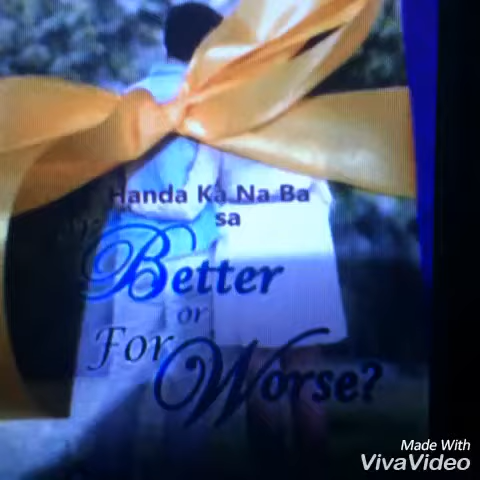 Handa Ka Na Ba
sa
Better
or
For Worse?
Made With
VivaVideo